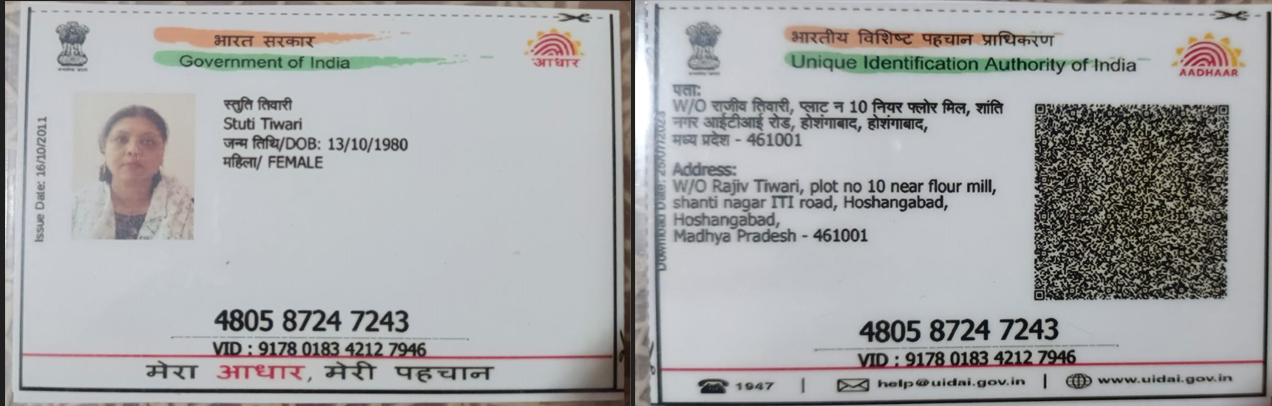 भारत सरकार
Government of India
आधार
Issue Date: 16/10/2011
स्तुति तिवारी
Stuti Tiwari
जन्म तिथि/DOB: 13/10/1980
महिला/ FEMALE
4805 8724 7243
VID : 9178 0183 4212 7946
मेरा आधार, मेरी पहचान
भारतीय विशिष्ट पहचान प्राधिकरण
Unique Identification Authority of India
AADHAAR
पता:
W/O राजीव तिवारी, प्लाट न 10 नियर फ्लोर मिल, शांति
नगर आईटीआई रोड, होशंगाबाद, होशंगाबाद,
मध्य प्रदेश - 461001
Address:
W/O Rajiv Tiwari, plot no 10 near flour mill,
shanti nagar ITI road, Hoshangabad,
Hoshangabad,
Madhya Pradesh - 461001
Download Date:
4805 8724 7243
VID : 9178 0183 4212 7946
1947 | help@uidai.gov.in | www.uidai.gov.in